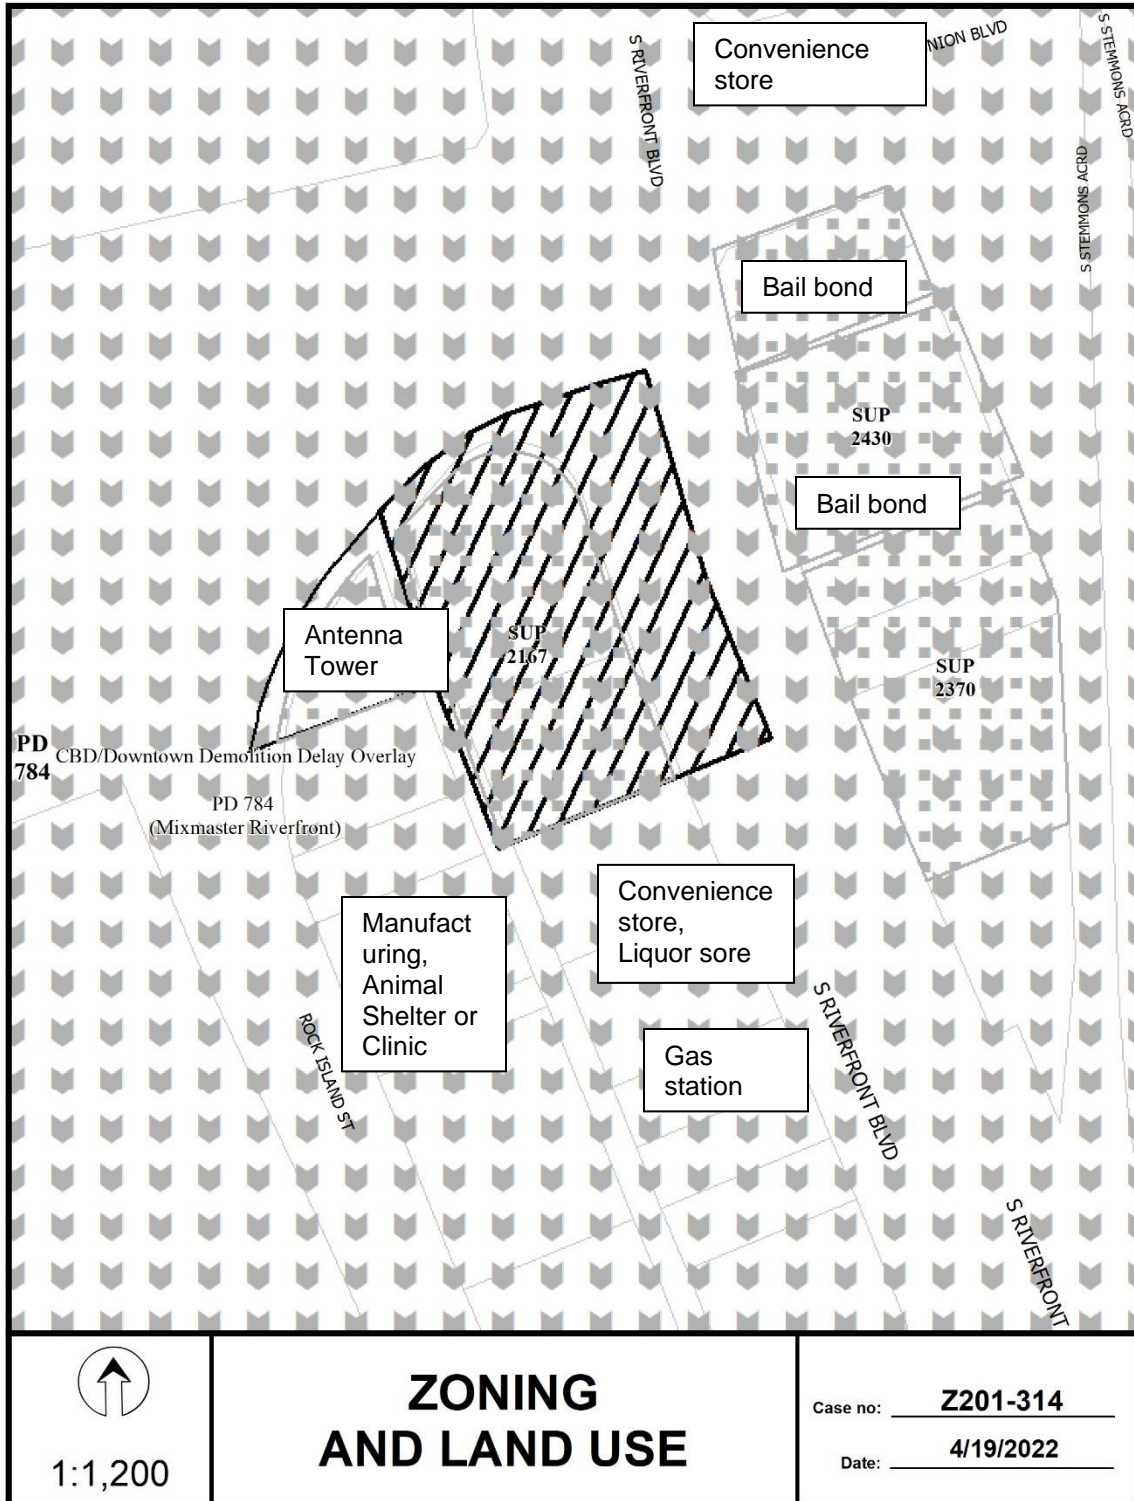 Convenience
store
NION BLVD
S STEMMONS ACRD
S RIVERFRONT BLVD
S STEMMONS ACRD
Bail bond
SUP
2430
Bail bond
Antenna
Tower
SUP
2167
SUP
2370
PD
784
CBD/Downtown Demolition Delay Overlay
PD 784
(Mixmaster Riverfront)
Manufact
uring,
Animal
Shelter or
Clinic
Convenience
store,
Liquor sore
Gas
station
ROCK ISLAND ST
S RIVERFRONT BLVD
S RIVERFRONT
1:1,200
ZONING
AND LAND USE
Case no: Z201-314
Date: 4/19/2022